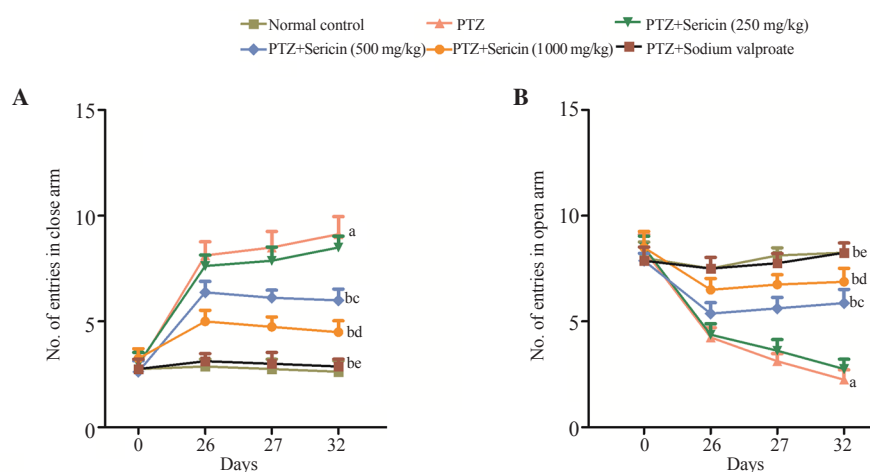 Normal control PTZ PTZ+Sericin (250 mg/kg)
PTZ+Sericin (500 mg/kg) PTZ+Sericin (1000 mg/kg) PTZ+Sodium valproate
A
No. of entries in close arm
15
10
5
0
a
bc
bd
be
0 26 27 32
Days
B
No. of entries in open arm
15
10
5
0
be
bd
bc
a
0 26 27 32
Days